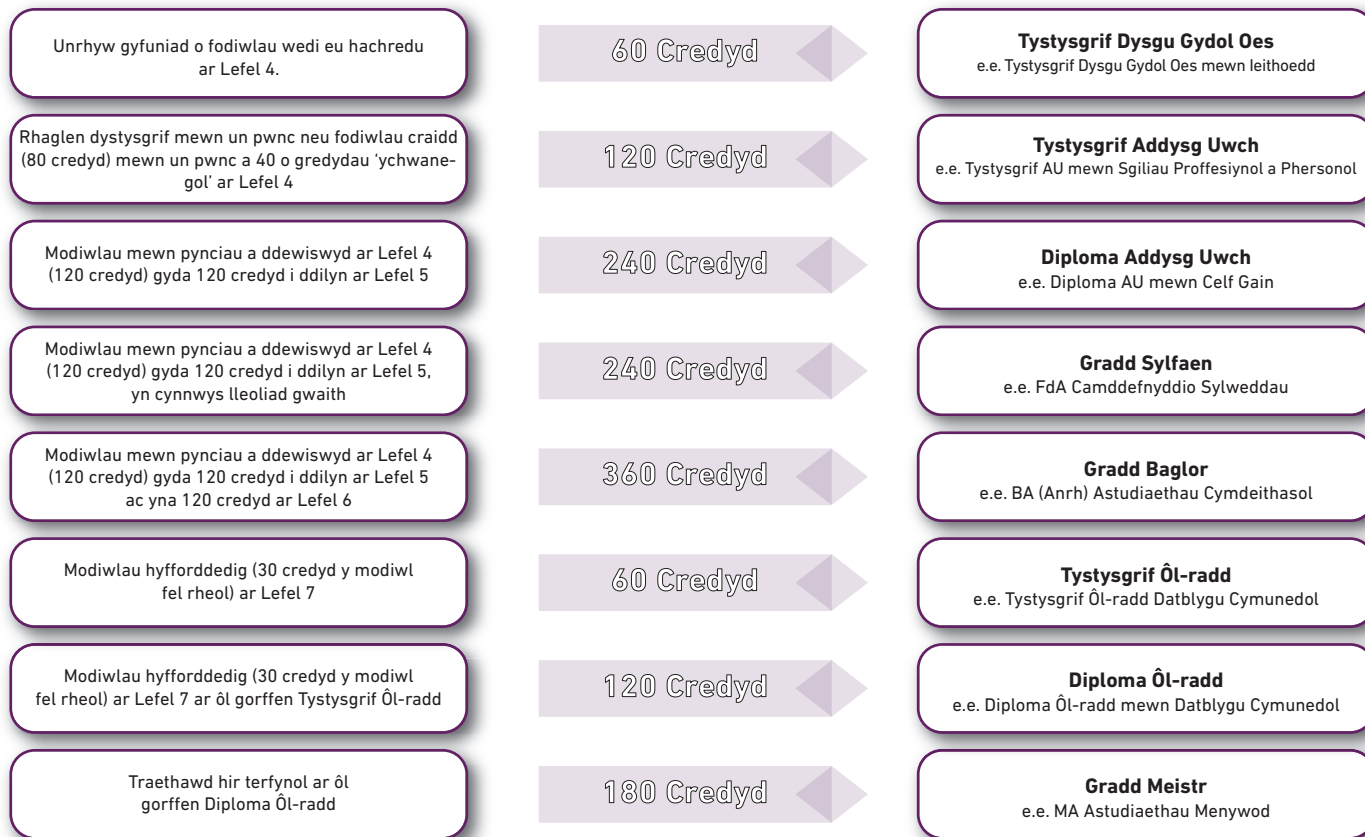 Unrhyw gyfuniad o fodiwlau wedi eu hachredu
ar Lefel 4.
60 Credyd
Tystysgrif Dysgu Gydol Oes
e.e. Tystysgrif Dysgu Gydol Oes mewn Ieithoedd
Rhaglen dystysgrif mewn un pwnc neu fodiwlau craidd
(80 credyd) mewn un pwnc a 40 o gredydau ‘ychwane-
gol’ ar Lefel 4
120 Credyd
Tystysgrif Addysg Uwch
e.e. Tystysgrif AU mewn Sgiliau Proffesiynol a Phersonol
Modiwlau mewn pynciau a ddewiswyd ar Lefel 4
(120 credyd) gyda 120 credyd i ddilyn ar Lefel 5
240 Credyd
Diploma Addysg Uwch
e.e. Diploma AU mewn Celf Gain
Modiwlau mewn pynciau a ddewiswyd ar Lefel 4
(120 credyd) gyda 120 credyd i ddilyn ar Lefel 5,
yn cynnwys lleoliad gwaith
240 Credyd
Gradd Sylfaen
e.e. FdA Camddefnyddio Sylweddau
Modiwlau mewn pynciau a ddewiswyd ar Lefel 4
(120 credyd) gyda 120 credyd i ddilyn ar Lefel 5
ac yna 120 credyd ar Lefel 6
360 Credyd
Gradd Baglor
e.e. BA (Anrh) Astudiaethau Cymdeithasol
Modiwlau hyfforddedig (30 credyd y modiwl
fel rheol) ar Lefel 7
60 Credyd
Tystysgrif Ôl-radd
e.e. Tystysgrif Ôl-radd Datblygu Cymunedol
Modiwlau hyfforddedig (30 credyd y modiwl
fel rheol) ar Lefel 7 ar ôl gorffen Tystysgrif Ôl-radd
120 Credyd
Diploma Ôl-radd
e.e. Diploma Ôl-radd mewn Datblygu Cymunedol
Traethawd hir terfynol ar ôl
gorffen Diploma Ôl-radd
180 Credyd
Gradd Meistr
e.e. MA Astudiaethau Menywod